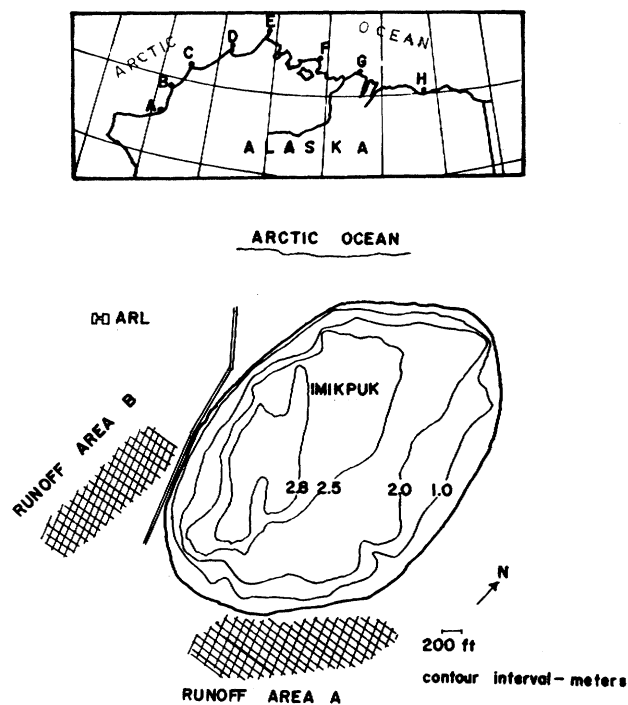 ARCTIC OCEAN
A B C D E F G H
A L A S K A
ARCTIC OCEAN
ARL
IMIKPUK
RUNOFF AREA B
2.8 2.5 2.0 1.0
N
200 ft
contour interval-meters
RUNOFF AREA A